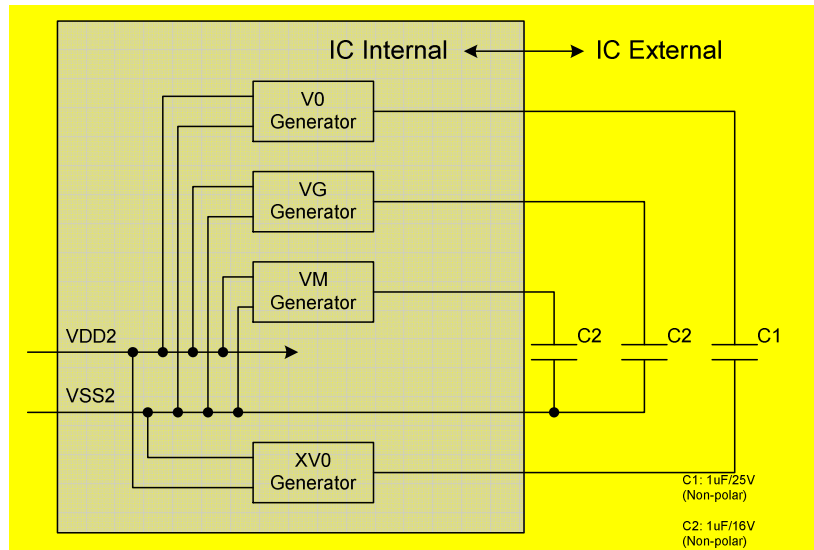 IC Internal
IC External
V0
Generator
VG
Generator
VM
Generator
VDD2
C2
C2
C1
VSS2
XV0
Generator
C1: 1uF/25V
(Non-polar)
C2: 1uF/16V
(Non-polar)